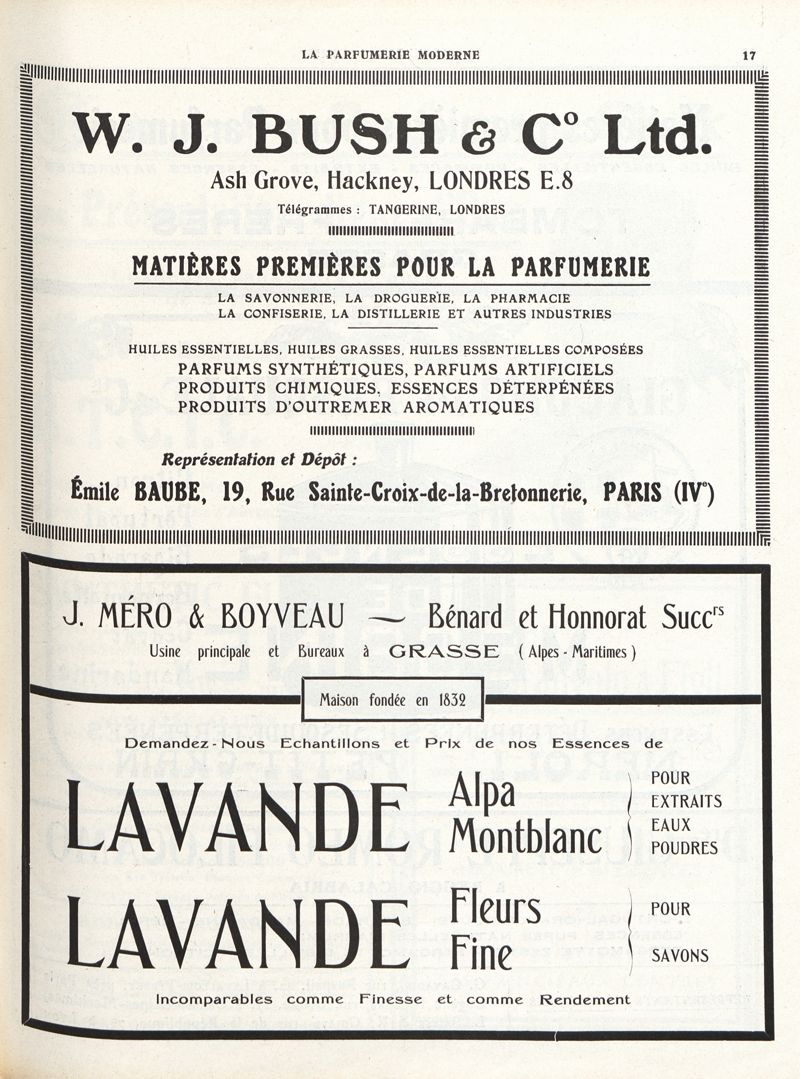 LA PARFUMERIE MODERNE 17
W. J. BUSH & Cº Ltd.
Ash Grove, Hackney, LONDRES E.8
Télégrammes : TANGERINE, LONDRES
MATIÈRES PREMIÈRES POUR LA PARFUMERIE
LA SAVONNERIE, LA DROGUERIE, LA PHARMACIE
LA CONFISERIE, LA DISTILLERIE ET AUTRES INDUSTRIES
HUILES ESSENTIELLES, HUILES GRASSES, HUILES ESSENTIELLES COMPOSÉES
PARFUMS SYNTHÉTIQUES, PARFUMS ARTIFICIELS
PRODUITS CHIMIQUES, ESSENCES DÉTERPÉNÉES
PRODUITS D'OUTREMER AROMATIQUES
Représentation et Dépôt :
Émile BAUBE, 19, Rue Sainte-Croix-de-la-Bretonnerie, PARIS (IVº)
J. MÉRO & BOYVEAU — Bénard et Honnorat Succrs
Usine principale et Bureaux à GRASSE (Alpes-Maritimes)
Maison fondée en 1832
Demandez-Nous Echantillons et Prix de nos Essences de
LAVANDE Alpa Montblanc
POUR
EXTRAITS
EAUX
POUDRES
LAVANDE Fleurs Fine
POUR
SAVONS
Incomparables comme Finesse et comme Rendement